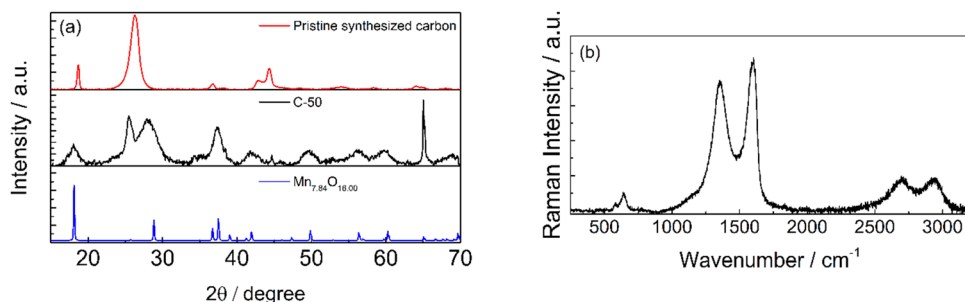 (a)
Pristine synthesized carbon
C-50
Mn7.84O16.00
Intensity / a.u.
20 30 40 50 60 70
2θ / degree
(b)
Raman Intensity / a.u.
500 1000 1500 2000 2500 3000
Wavenumber / cm-1